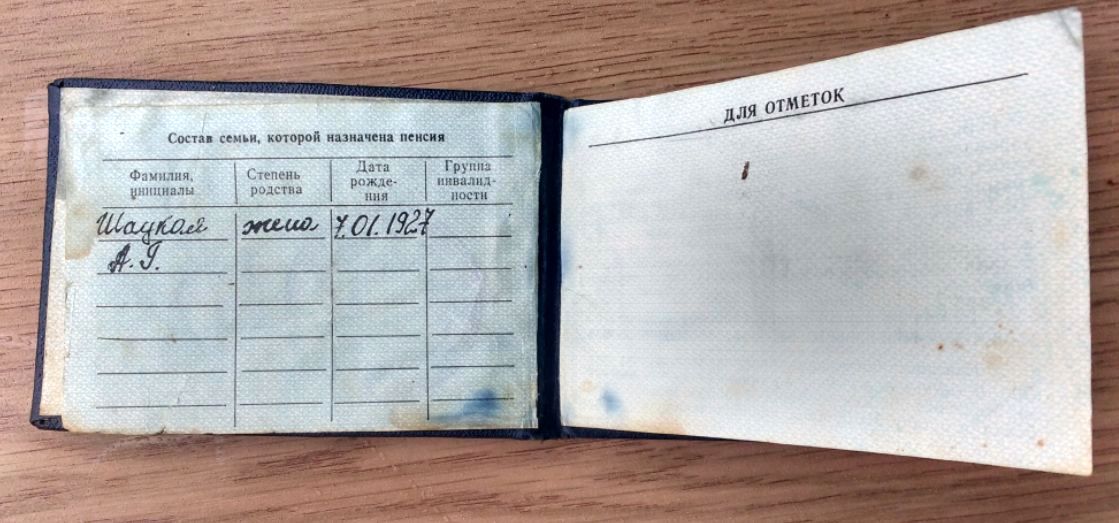 Состав семьи, которой назначена пенсия
Фамилия, инициалы
Степень родства
Дата рожде- ния
Группа инвалид- ности
Шацкая жена 7.01.1927
А. Г.
ДЛЯ ОТМЕТОК